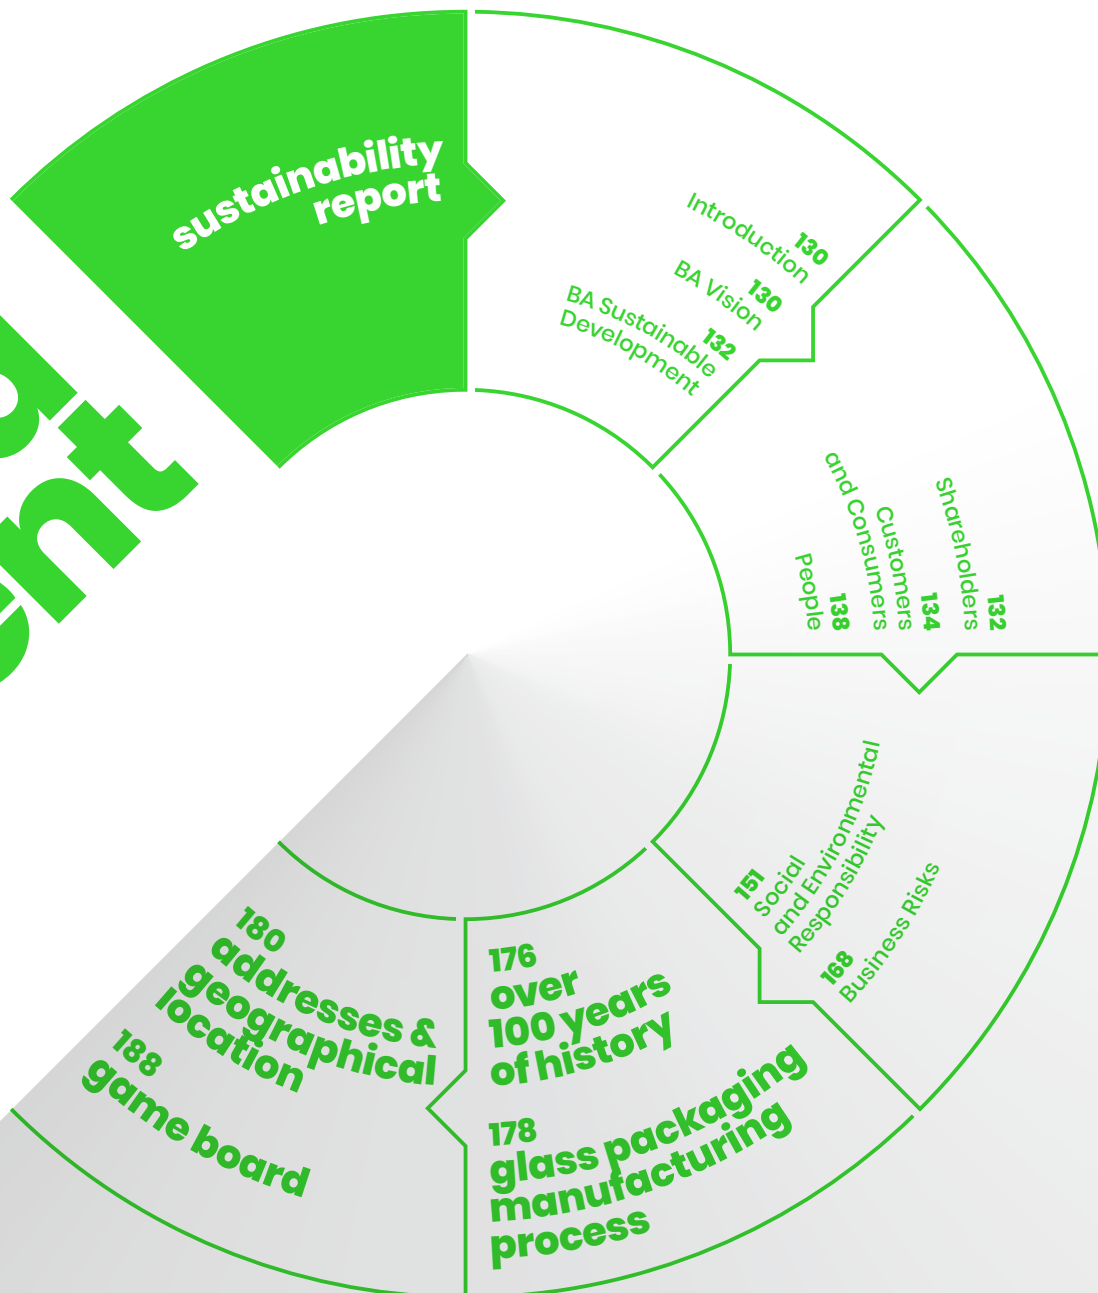 sustainability
report
130
Introduction
130
BA Vision
132
BA Sustainable
Development
132
Shareholders
134
Customers
and Consumers
138
People
151
Social
and Environmental
Responsibility
168
Business Risks
176
over
100 years
of history
178
glass packaging
manufacturing
process
180
addresses &
geographical
location
188
game board